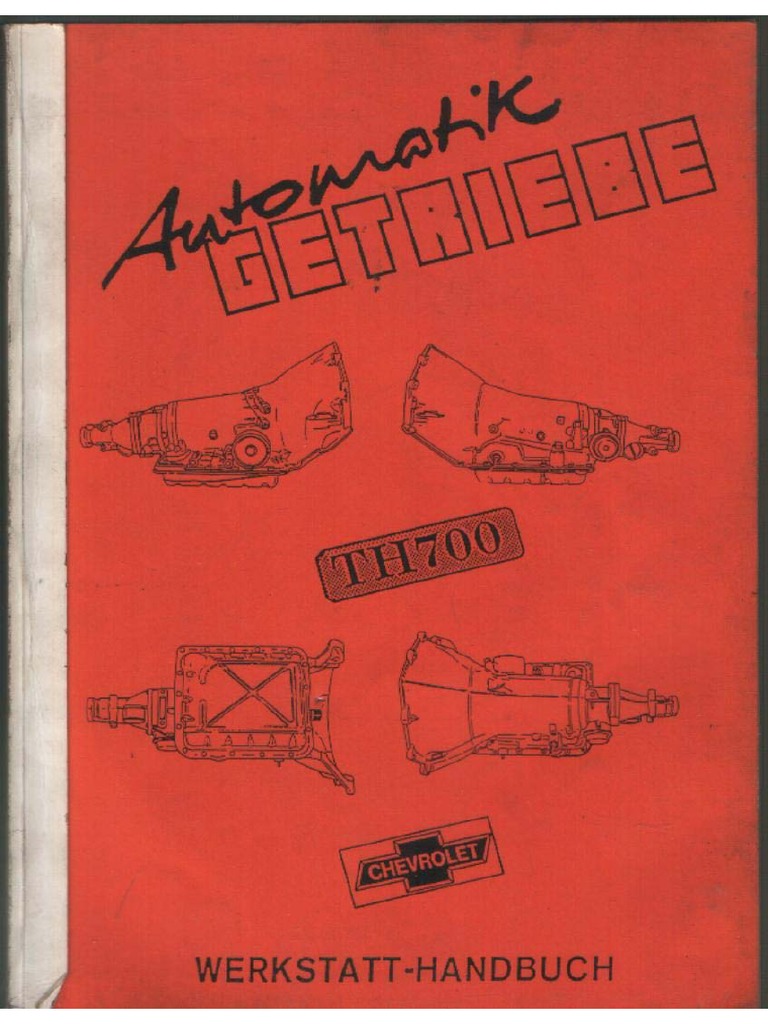 Automatik
GETRIEBE
TH700
CHEVROLET
WERKSTATT-HANDBUCH